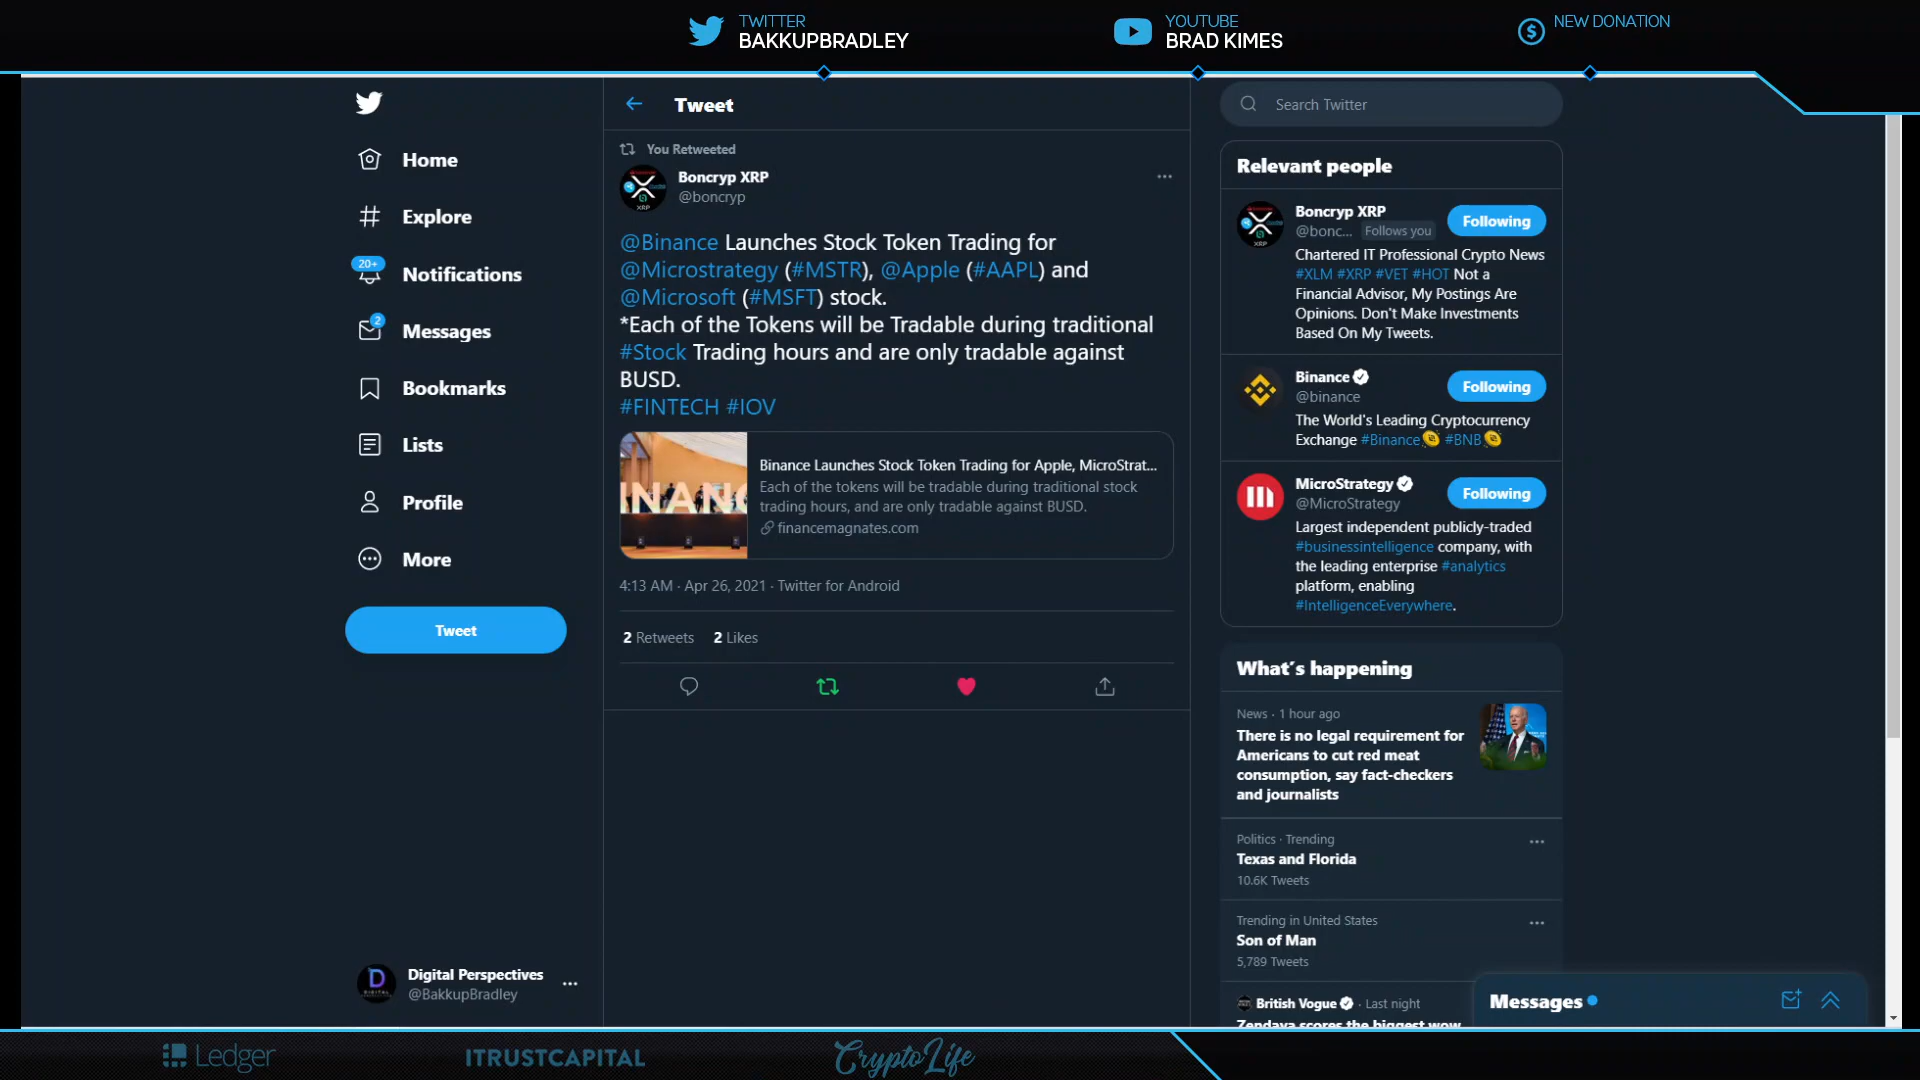 TWITTER
BAKKUPBRADLEY
YOUTUBE
BRAD KIMES
NEW DONATION
Home
Explore
20+
Notifications
2
Messages
Bookmarks
Lists
Profile
More
Tweet
Digital Perspectives
@BakkupBradley
Tweet
You Retweeted
Boncryp XRP
@boncryp
@Binance Launches Stock Token Trading for
@Microstrategy (#MSTR), @Apple (#AAPL) and
@Microsoft (#MSFT) stock.
*Each of the Tokens will be Tradable during traditional
#Stock Trading hours and are only tradable against
BUSD.
#FINTECH #IOV
Binance Launches Stock Token Trading for Apple, MicroStrat...
Each of the tokens will be tradable during traditional stock
trading hours, and are only tradable against BUSD.
financemagnates.com
4:13 AM · Apr 26, 2021 · Twitter for Android
2 Retweets 2 Likes
Search Twitter
Relevant people
Boncryp XRP
@bonc... Follows you
Following
Chartered IT Professional Crypto News
#XLM #XRP #VET #HOT Not a
Financial Advisor, My Postings Are
Opinions. Don't Make Investments
Based On My Tweets.
Binance
@binance
Following
The World's Leading Cryptocurrency
Exchange #Binance #BNB
MicroStrategy
@MicroStrategy
Following
Largest independent publicly-traded
#businessintelligence company, with
the leading enterprise #analytics
platform, enabling
#IntelligenceEverywhere.
What's happening
News · 1 hour ago
There is no legal requirement for
Americans to cut red meat
consumption, say fact-checkers
and journalists
Politics · Trending
Texas and Florida
10.6K Tweets
Trending in United States
Son of Man
5,789 Tweets
British Vogue · Last night
Zendaya scores the biggest wow
Messages
Ledger
ITRUSTCAPITAL
CryptoLife